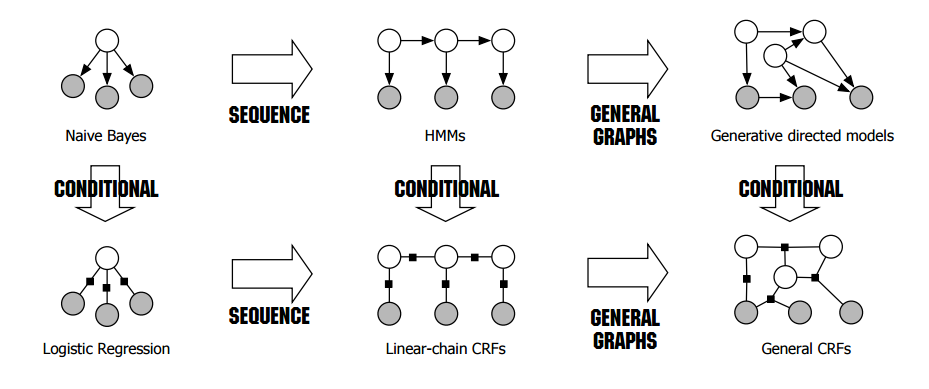 SEQUENCE
GENERAL
GRAPHS
Naive Bayes
HMMs
Generative directed models
CONDITIONAL
CONDITIONAL
CONDITIONAL
SEQUENCE
GENERAL
GRAPHS
Logistic Regression
Linear-chain CRFs
General CRFs